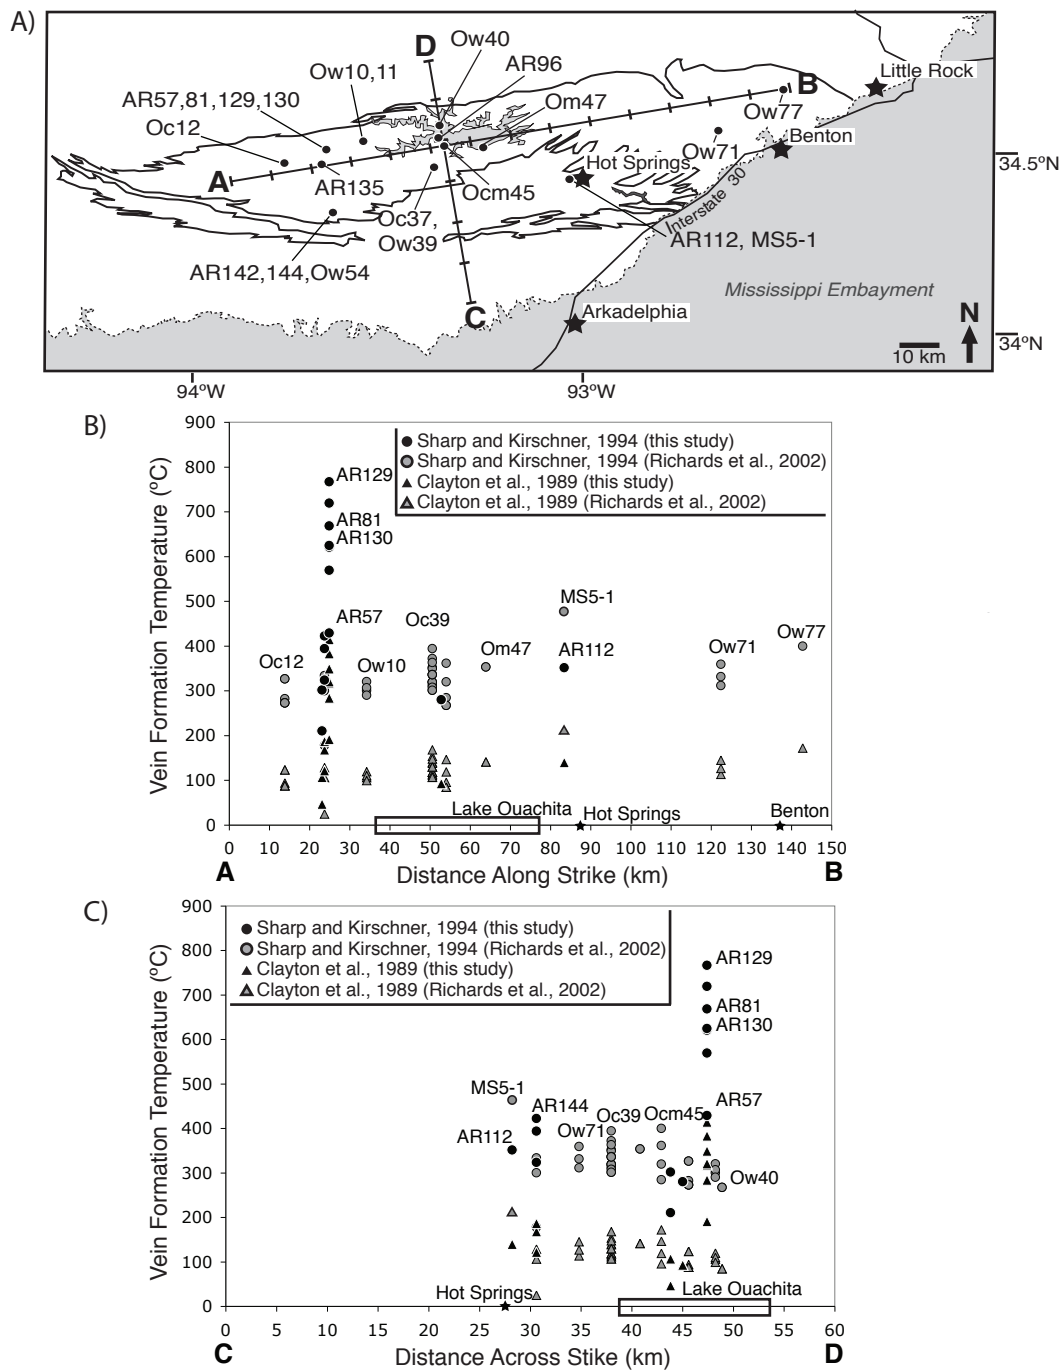 A)
D
Ow40
AR96
Ow10,11
Om47
AR57,81,129,130
Oc12
Little Rock
B
Ow77
Benton
Ow71
Hot Springs
34.5°N
A
AR135
Ocm45
Oc37,
Ow39
Interstate 30
AR112, MS5-1
AR142,144,Ow54
Mississippi Embayment
C
Arkadelphia
N
10 km
34°N
94°W
93°W
B)
Vein Formation Temperature (°C)
900
800
700
600
500
400
300
200
100
0
Sharp and Kirschner, 1994 (this study)
Sharp and Kirschner, 1994 (Richards et al., 2002)
Clayton et al., 1989 (this study)
Clayton et al., 1989 (Richards et al., 2002)
AR129
AR81
AR130
AR57
Oc12
Ow10
Oc39
Om47
MS5-1
AR112
Ow71
Ow77
Lake Ouachita
Hot Springs
Benton
0 10 20 30 40 50 60 70 80 90 100 110 120 130 140 150
A
Distance Along Strike (km)
B
C)
Vein Formation Temperature (°C)
900
800
700
600
500
400
300
200
100
0
Sharp and Kirschner, 1994 (this study)
Sharp and Kirschner, 1994 (Richards et al., 2002)
Clayton et al., 1989 (this study)
Clayton et al., 1989 (Richards et al., 2002)
AR129
AR81
AR130
AR57
MS5-1
AR144
AR112
Ow71
Oc39
Ocm45
Ow40
Hot Springs
Lake Ouachita
0 5 10 15 20 25 30 35 40 45 50 55 60
C
Distance Across Stike (km)
D